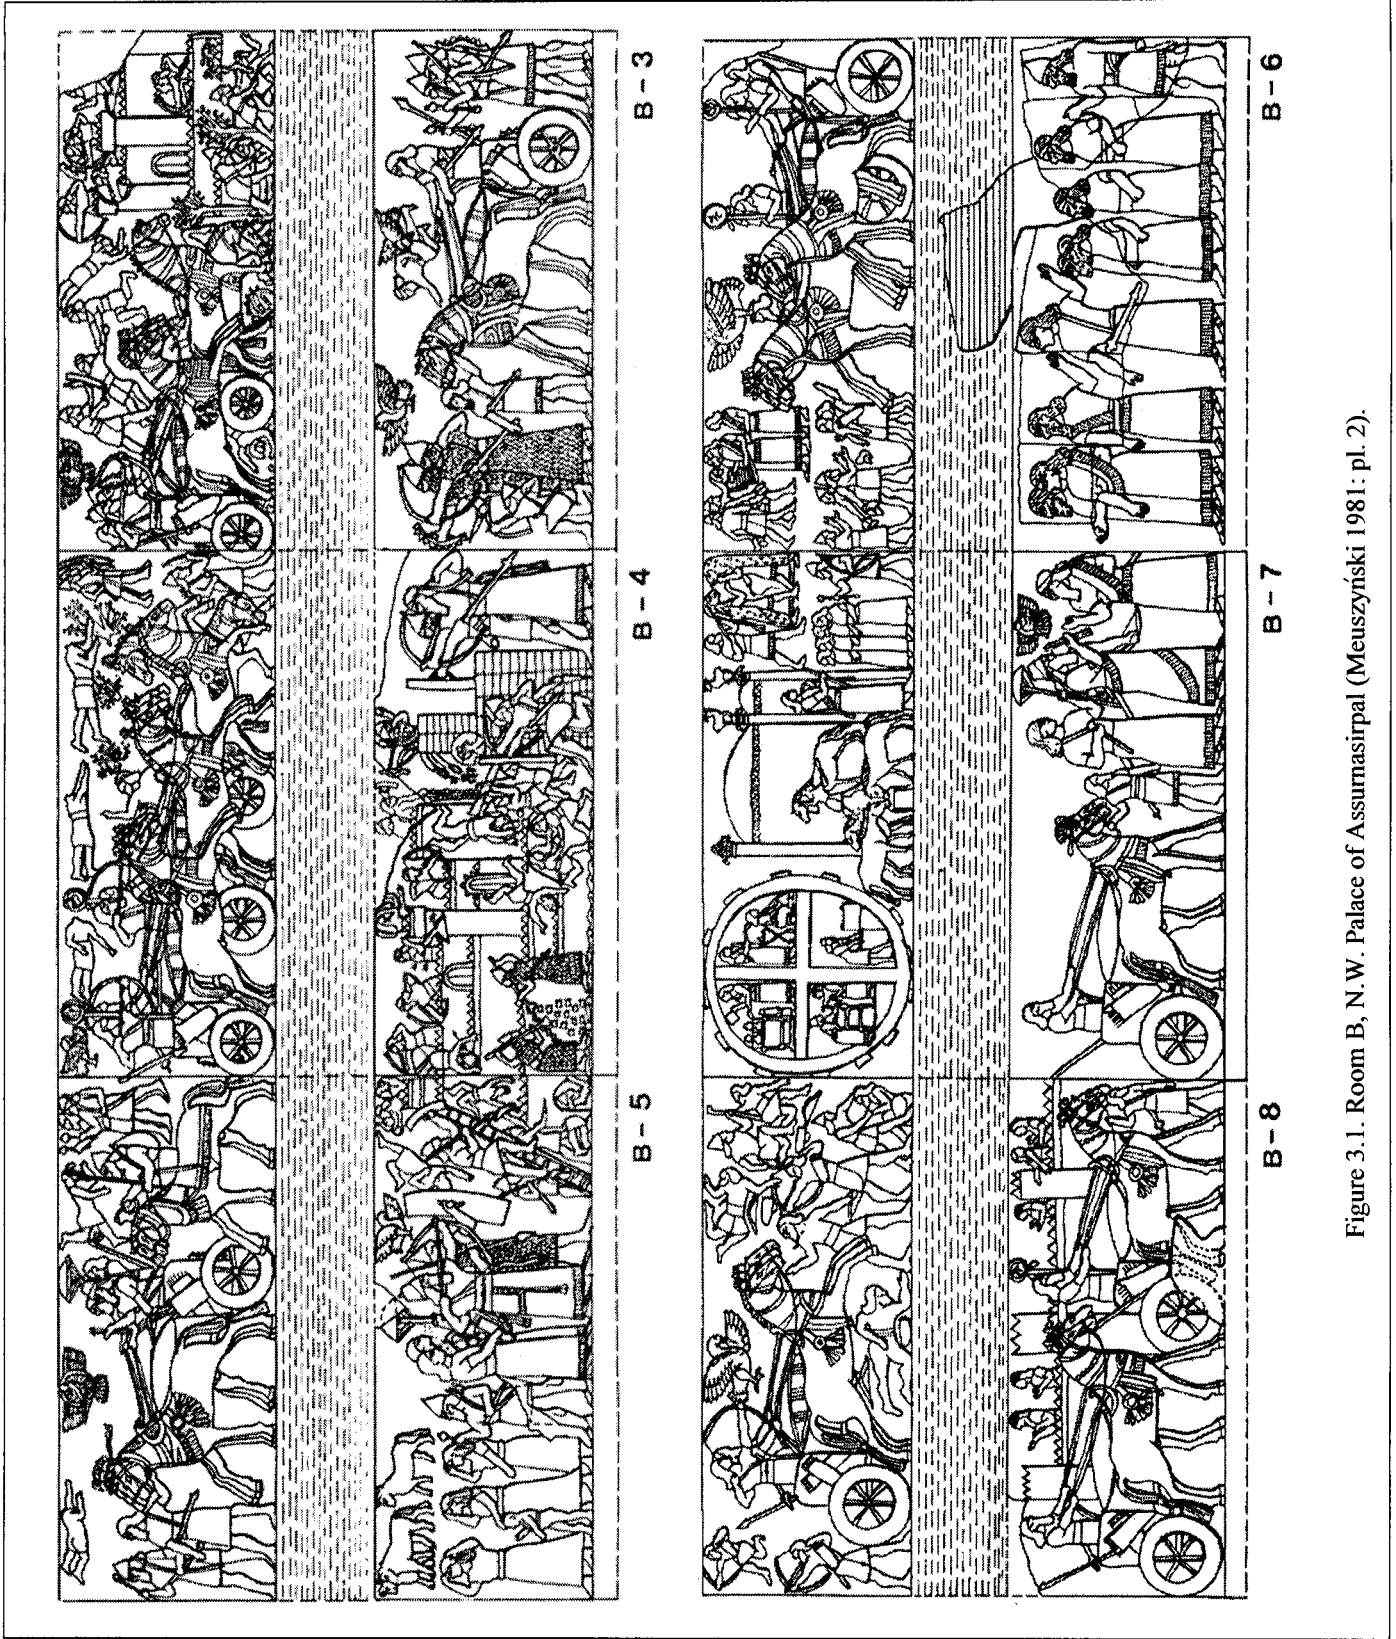 B-5
B-4
B-3
B-8
B-7
B-6
Figure 3.1. Room B, N.W. Palace of Assurnasirpal (Meuszyński 1981: pl. 2).